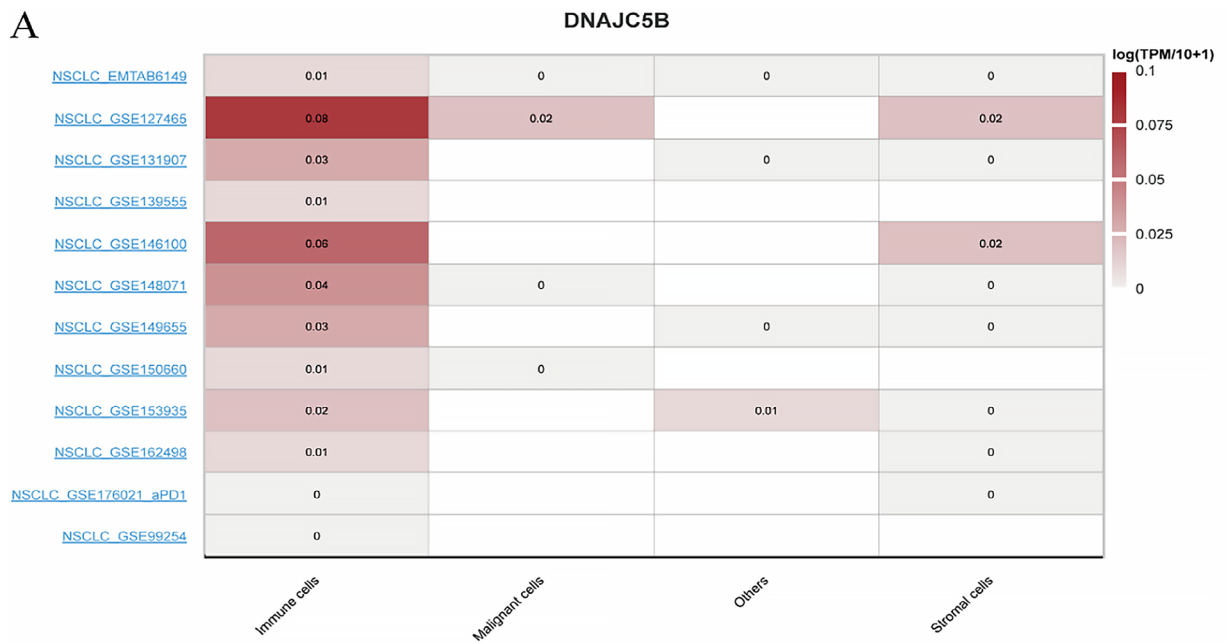 A
DNAJC5B
log(TPM/10+1)
NSCLC_EMTAB6149 0.01 0 0 0
NSCLC_GSE127465 0.08 0.02 0.02
NSCLC_GSE131907 0.03 0 0
NSCLC_GSE139555 0.01
NSCLC_GSE146100 0.06 0.02
NSCLC_GSE148071 0.04 0 0
NSCLC_GSE149655 0.03 0 0
NSCLC_GSE150660 0.01 0
NSCLC_GSE153935 0.02 0.01 0
NSCLC_GSE162498 0.01 0
NSCLC_GSE176021_aPD1 0 0
NSCLC_GSE99254 0
0.1
0.075
0.05
0.025
0
Immune cells
Malignant cells
Others
Stromal cells